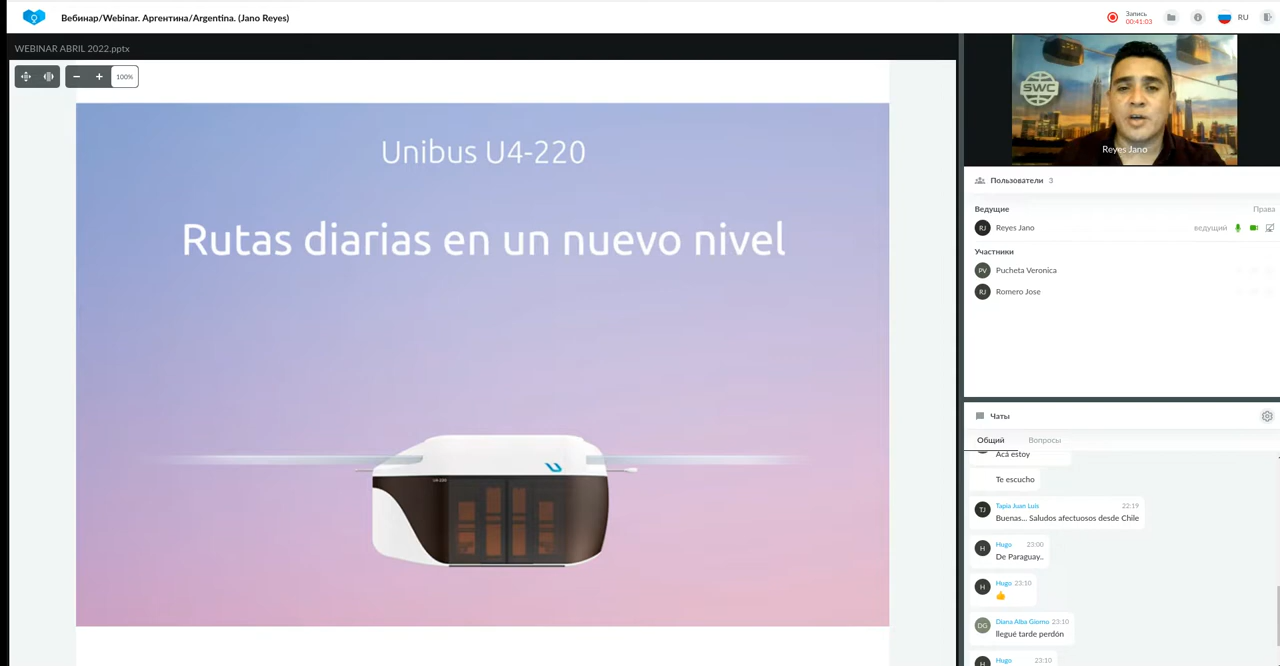 Вебинар/Webinar. Аргентина/Argentina. (Jano Reyes)
Запись
00:41:03
RU
WEBINAR ABRIL 2022.pptx
100%
Unibus U4-220
Rutas diarias en un nuevo nivel
U4-220
SWC
Reyes Jano
Пользователи 3
Ведущие Права
RJ Reyes Jano ведущий
Участники
PV Pucheta Veronica
RJ Romero Jose
Чаты
Общий Вопросы
Acá estoy
Te escucho
TJ Tapia Juan Luis 22:19
Buenas... Saludos afectuosos desde Chile
H Hugo 23:00
De Paraguay..
H Hugo 23:10
👍
DG Diana Alba Giorno 23:10
llegué tarde perdón
H Hugo 23:10